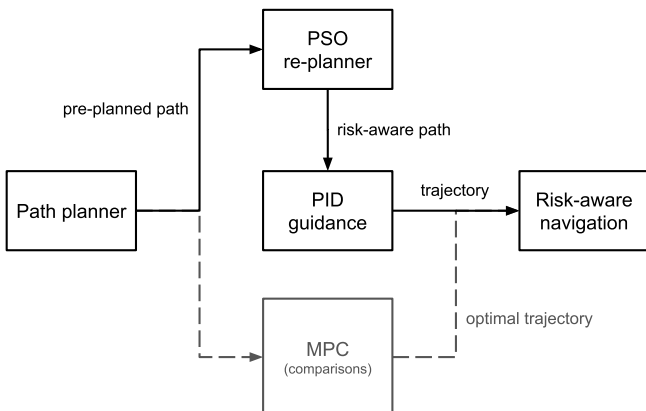 PSO
re-planner
pre-planned path
risk-aware path
Path planner
PID
guidance
trajectory
Risk-aware
navigation
optimal trajectory
MPC
(comparisons)